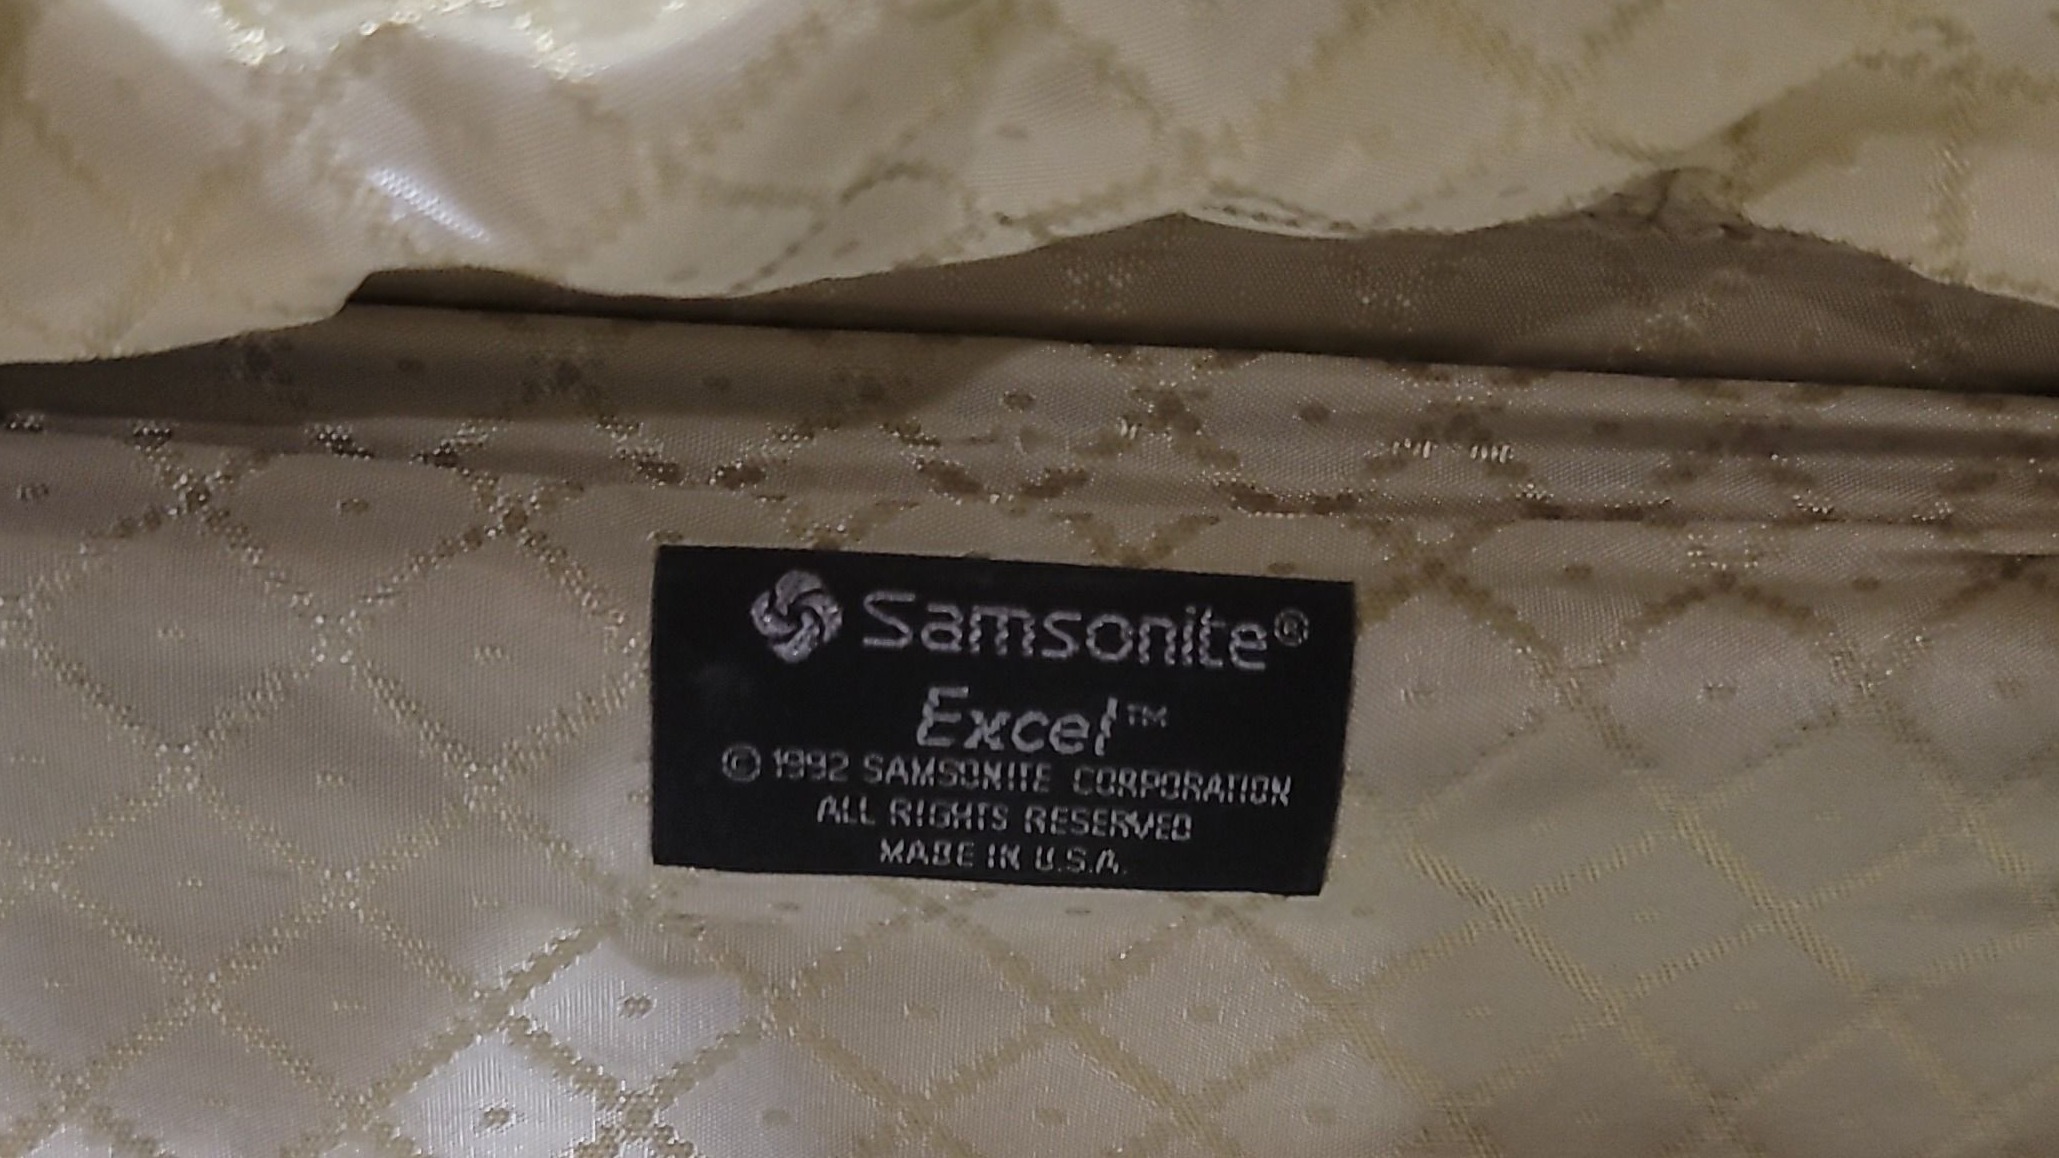 Samsonite®
Excel™
© 1992 SAMSONITE CORPORATION
ALL RIGHTS RESERVED
MADE IN U.S.A.